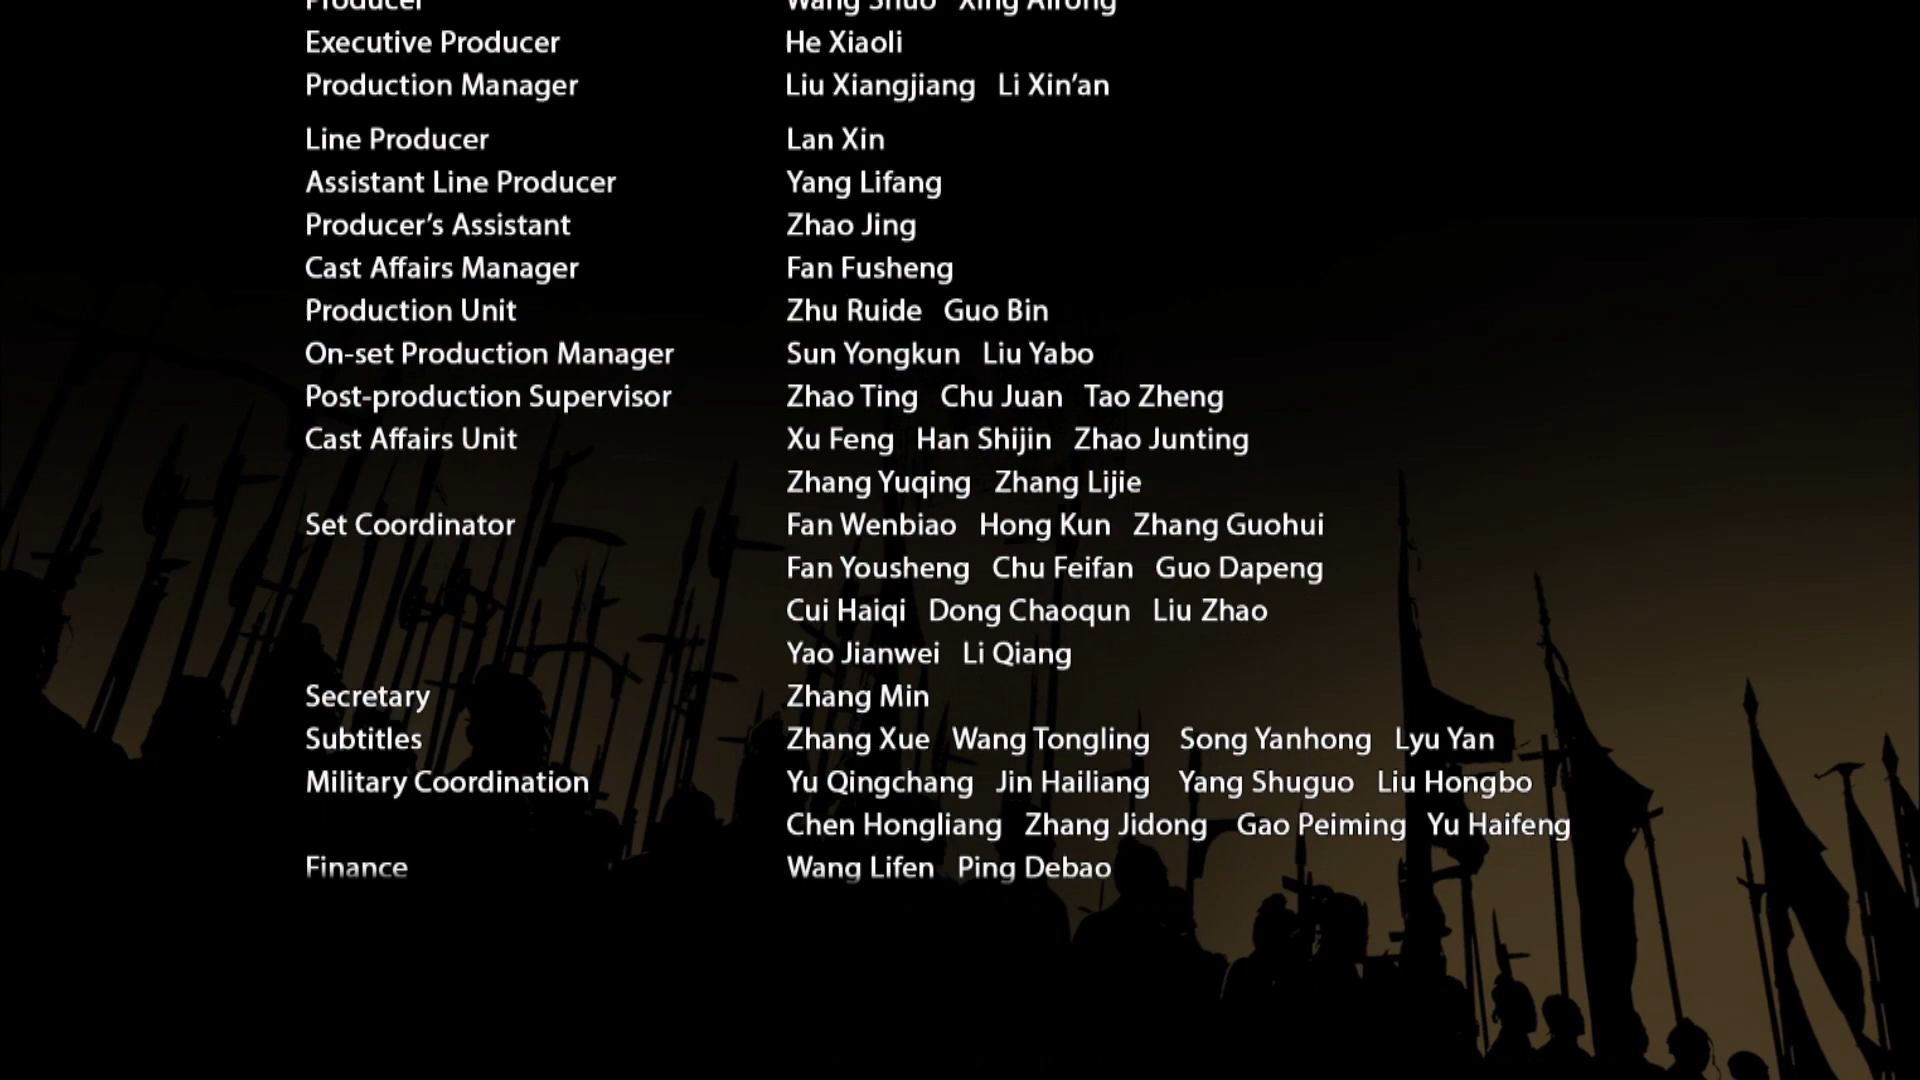 Producer Wang Shuo Xing Airong
Executive Producer He Xiaoli
Production Manager Liu Xiangjiang Li Xin’an
Line Producer Lan Xin
Assistant Line Producer Yang Lifang
Producer’s Assistant Zhao Jing
Cast Affairs Manager Fan Fusheng
Production Unit Zhu Ruide Guo Bin
On-set Production Manager Sun Yongkun Liu Yabo
Post-production Supervisor Zhao Ting Chu Juan Tao Zheng
Cast Affairs Unit Xu Feng Han Shijin Zhao Junting
Zhang Yuqing Zhang Lijie
Set Coordinator Fan Wenbiao Hong Kun Zhang Guohui
Fan Yousheng Chu Feifan Guo Dapeng
Cui Haiqi Dong Chaoqun Liu Zhao
Yao Jianwei Li Qiang
Secretary Zhang Min
Subtitles Zhang Xue Wang Tongling Song Yanhong Lyu Yan
Military Coordination Yu Qingchang Jin Hailiang Yang Shuguo Liu Hongbo
Chen Hongliang Zhang Jidong Gao Peiming Yu Haifeng
Finance Wang Lifen Ping Debao